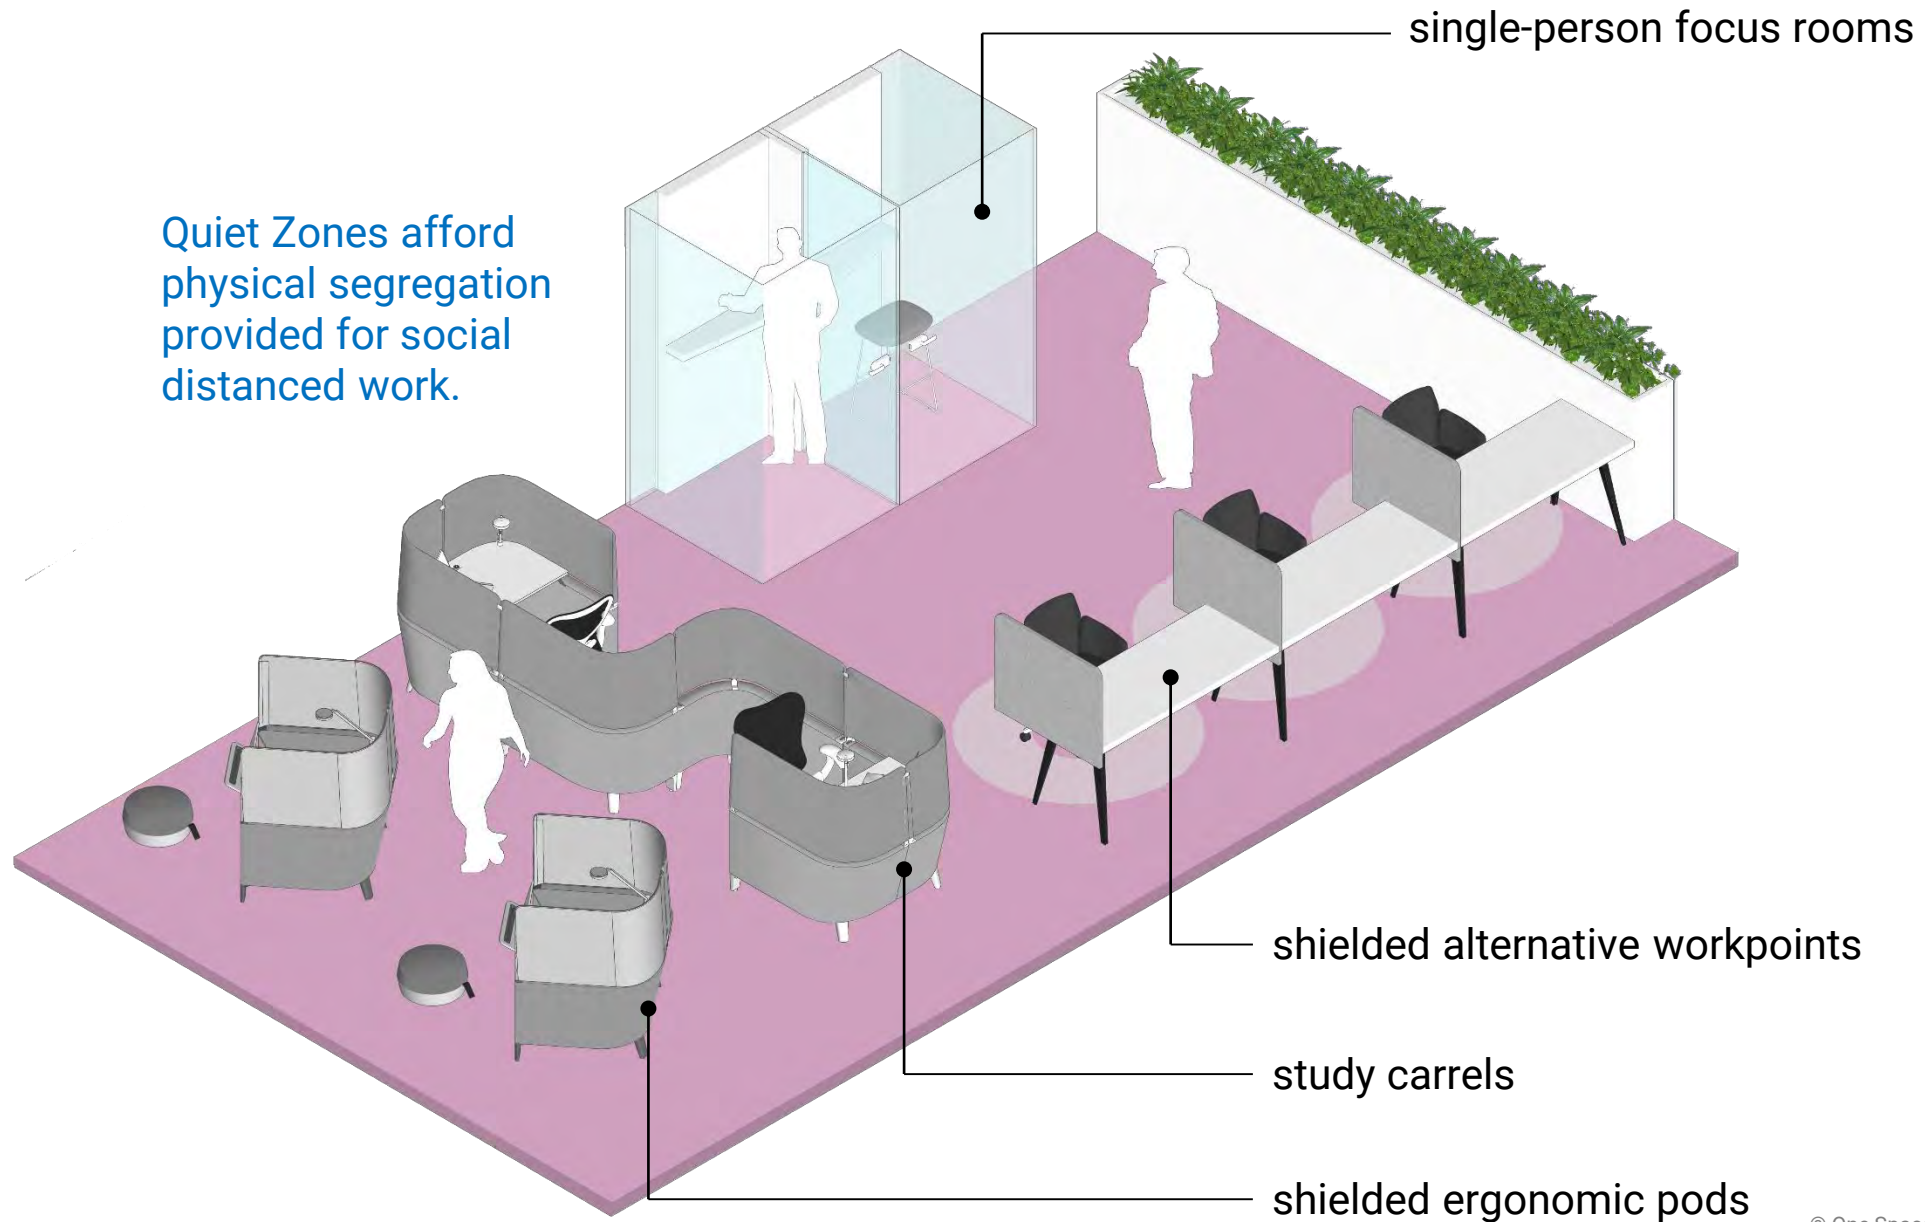 single-person focus rooms
Quiet Zones afford
physical segregation
provided for social
distanced work.
shielded alternative workpoints
study carrels
shielded ergonomic pods
© One